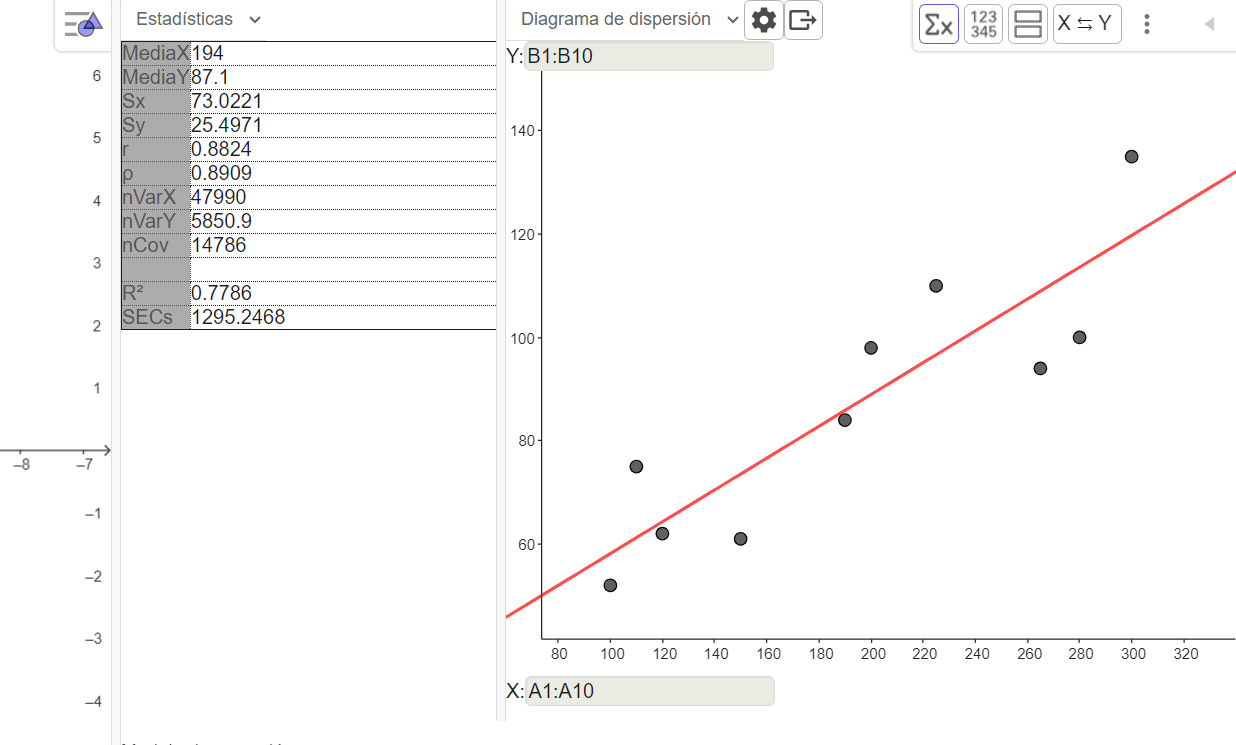 Estadísticas
MediaX 194
MediaY 87.1
Sx 73.0221
Sy 25.4971
r 0.8824
ρ 0.8909
nVarX 47990
nVarY 5850.9
nCov 14786
R² 0.7786
SECs 1295.2468
6
5
4
3
2
1
–8 –7
–1
–2
–3
–4
Diagrama de dispersión
Σx
123
345
X ⇆ Y
Y: B1:B10
140
120
100
80
60
80 100 120 140 160 180 200 220 240 260 280 300 320
X: A1:A10